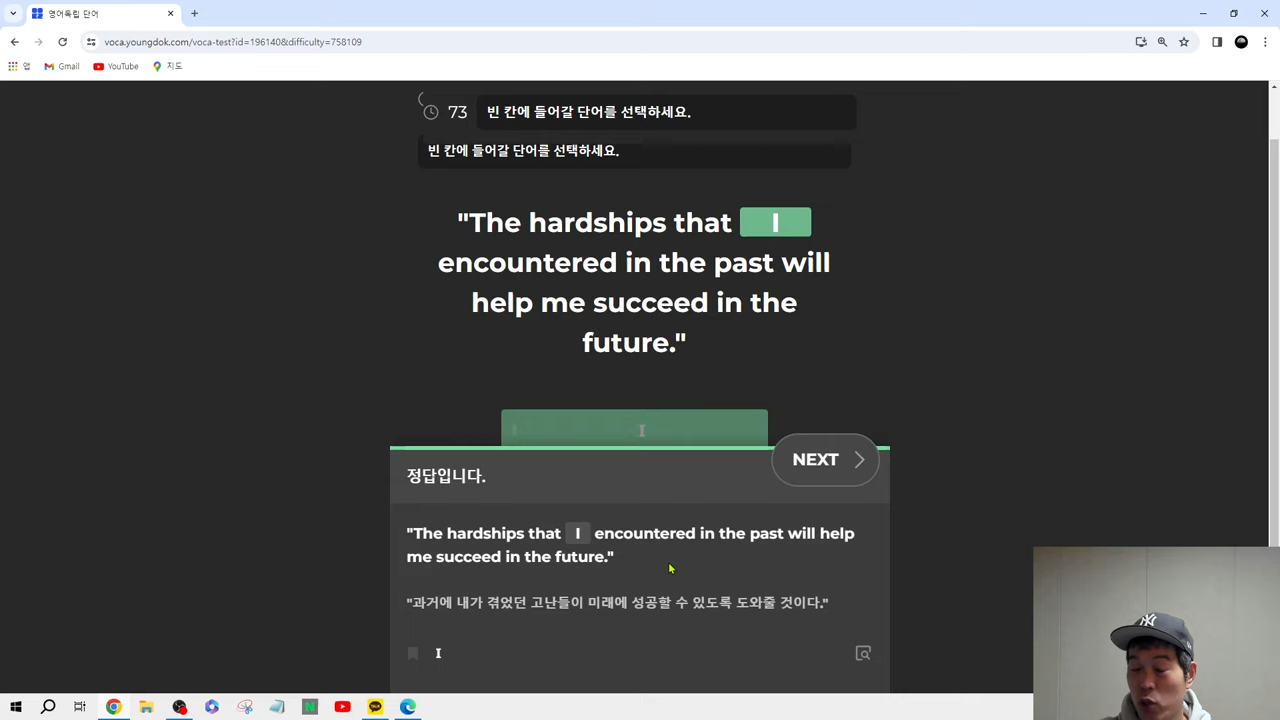 영어독립 단어
voca.youngdok.com/voca-test?id=196140&difficulty=758109
앱 Gmail YouTube 지도
73 빈 칸에 들어갈 단어를 선택하세요.
빈 칸에 들어갈 단어를 선택하세요.
"The hardships that I
encountered in the past will
help me succeed in the
future."
I
NEXT
정답입니다.
"The hardships that I encountered in the past will help
me succeed in the future."
"과거에 내가 겪었던 고난들이 미래에 성공할 수 있도록 도와줄 것이다."
I